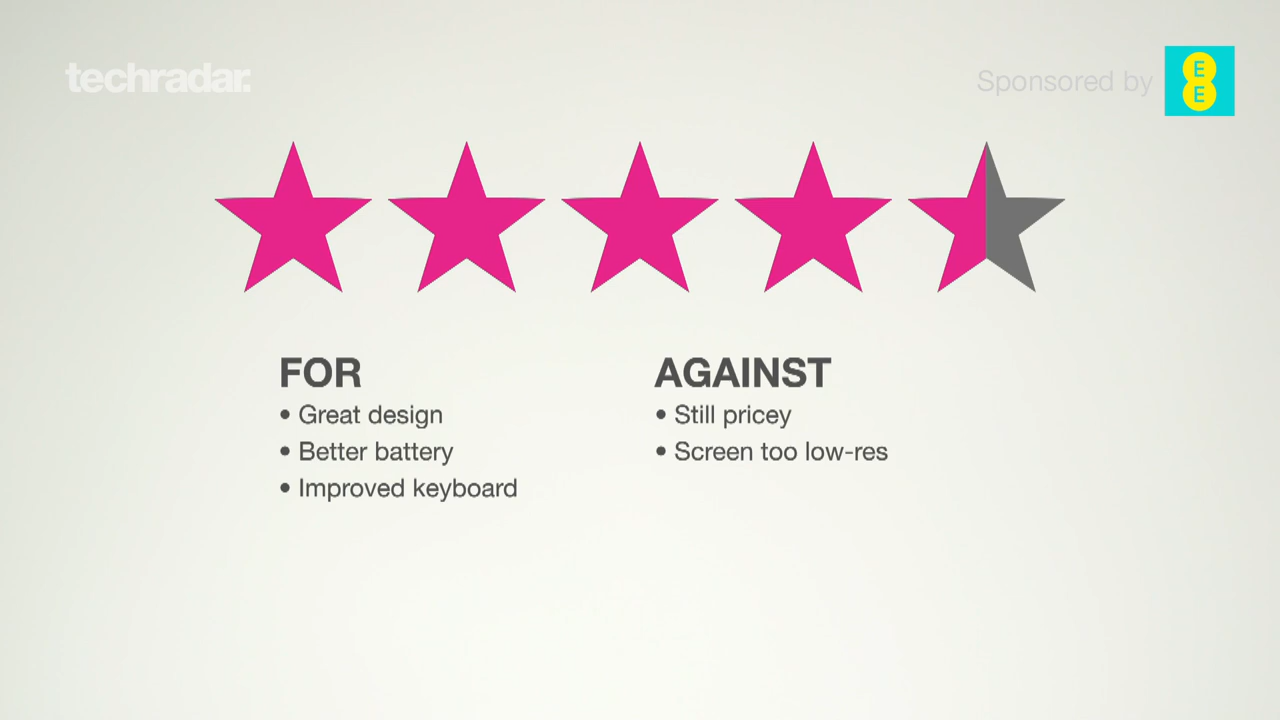 techradar.
Sponsored by
E
E
FOR
• Great design
• Better battery
• Improved keyboard
AGAINST
• Still pricey
• Screen too low-res